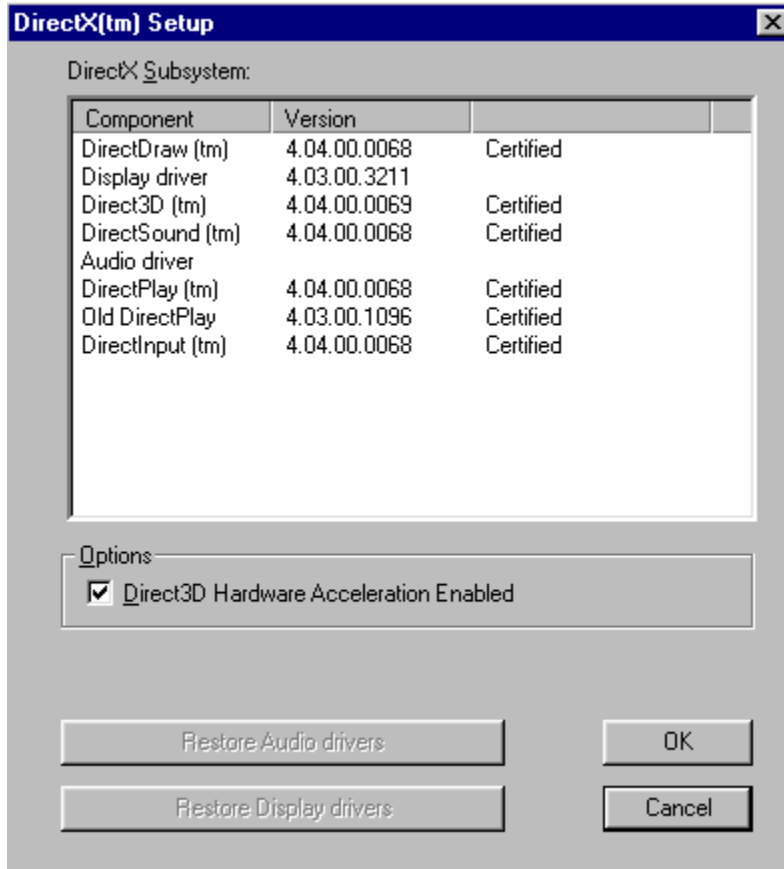 DirectX(tm) Setup
DirectX Subsystem:
Component Version
DirectDraw (tm) 4.04.00.0068 Certified
Display driver 4.03.00.3211
Direct3D (tm) 4.04.00.0069 Certified
DirectSound (tm) 4.04.00.0068 Certified
Audio driver
DirectPlay (tm) 4.04.00.0068 Certified
Old DirectPlay 4.03.00.1096 Certified
DirectInput (tm) 4.04.00.0068 Certified
Options
Direct3D Hardware Acceleration Enabled
Restore Audio drivers OK
Restore Display drivers Cancel